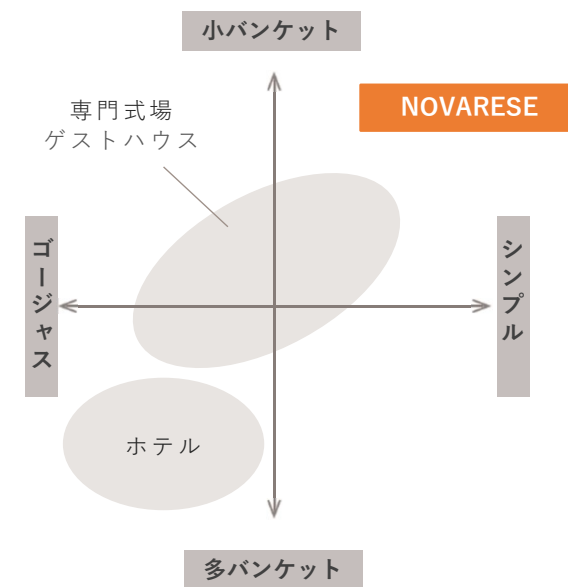 小バンケット
NOVARESE
専門式場
ゲストハウス
ゴージャス
シンプル
ホテル
多バンケット